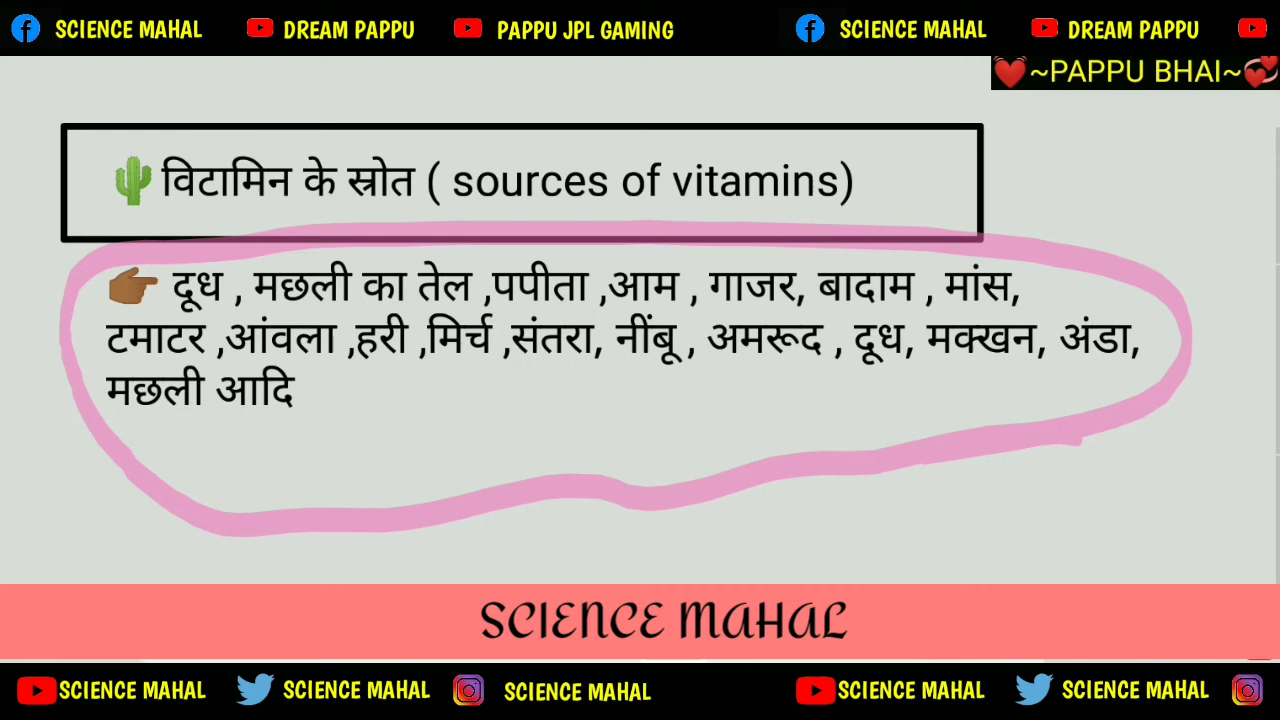 SCIENCE MAHAL DREAM PAPPU PAPPU JPL GAMING SCIENCE MAHAL DREAM PAPPU
~PAPPU BHAI~
विटामिन के स्रोत ( sources of vitamins)
दूध , मछली का तेल ,पपीता ,आम , गाजर, बादाम , मांस,
टमाटर ,आंवला ,हरी ,मिर्च ,संतरा, नींबू , अमरूद , दूध, मक्खन, अंडा,
मछली आदि
SCIENCE MAHAL
SCIENCE MAHAL SCIENCE MAHAL SCIENCE MAHAL SCIENCE MAHAL SCIENCE MAHAL